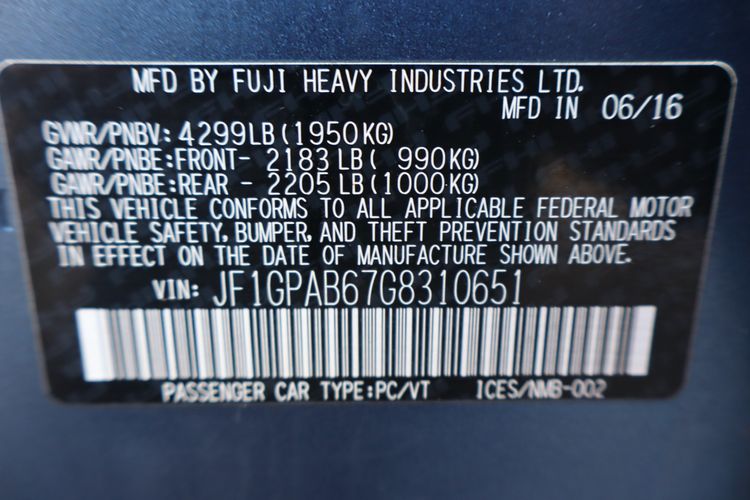 MFD BY FUJI HEAVY INDUSTRIES LTD.
MFD IN 06/16
GVWR/PNBV: 4299LB (1950KG)
GAWR/PNBE:FRONT- 2183 LB ( 990KG)
GAWR/PNBE:REAR - 2205 LB (1000KG)
THIS VEHICLE CONFORMS TO ALL APPLICABLE FEDERAL MOTOR
VEHICLE SAFETY, BUMPER, AND THEFT PREVENTION STANDARDS
IN EFFECT ON THE DATE OF MANUFACTURE SHOWN ABOVE.
VIN: JF1GPAB67G8310651
PASSENGER CAR TYPE:PC/VT ICES/NMB-002